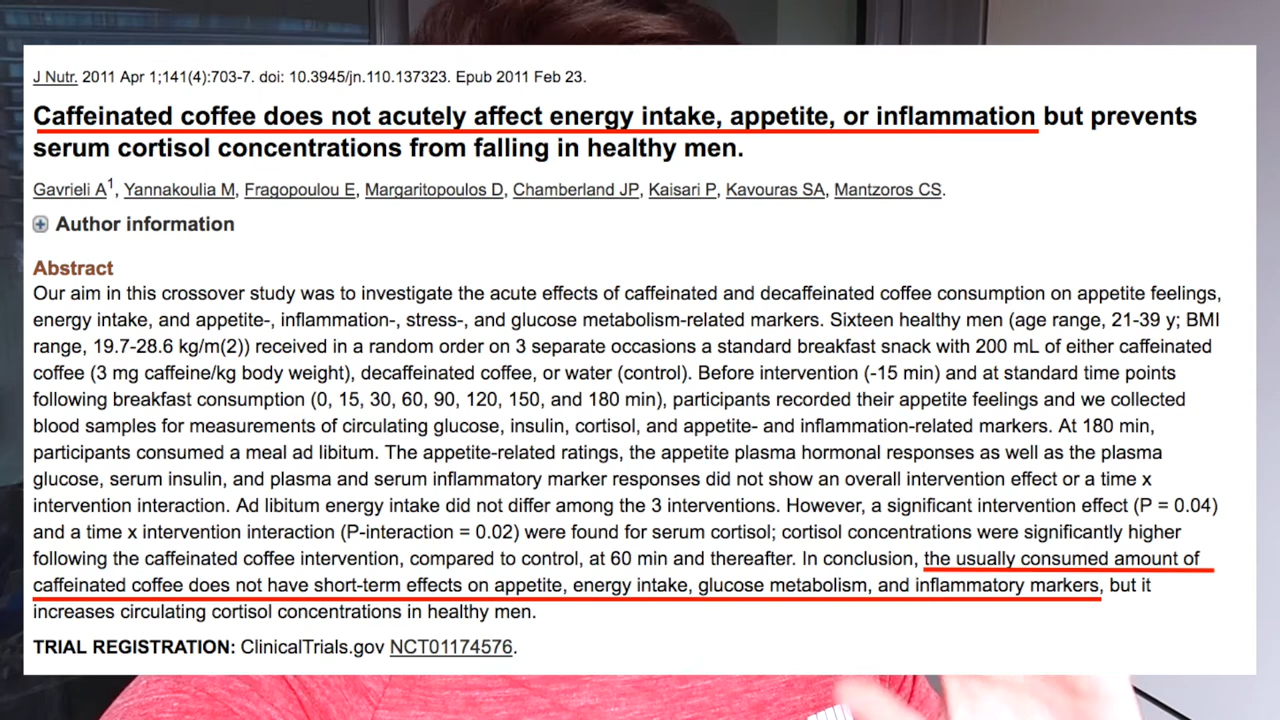 J Nutr. 2011 Apr 1;141(4):703-7. doi: 10.3945/jn.110.137323. Epub 2011 Feb 23.
Caffeinated coffee does not acutely affect energy intake, appetite, or inflammation but prevents
serum cortisol concentrations from falling in healthy men.
Gavrieli A1, Yannakoulia M, Fragopoulou E, Margaritopoulos D, Chamberland JP, Kaisari P, Kavouras SA, Mantzoros CS.
Author information
Abstract
Our aim in this crossover study was to investigate the acute effects of caffeinated and decaffeinated coffee consumption on appetite feelings,
energy intake, and appetite-, inflammation-, stress-, and glucose metabolism-related markers. Sixteen healthy men (age range, 21-39 y; BMI
range, 19.7-28.6 kg/m(2)) received in a random order on 3 separate occasions a standard breakfast snack with 200 mL of either caffeinated
coffee (3 mg caffeine/kg body weight), decaffeinated coffee, or water (control). Before intervention (-15 min) and at standard time points
following breakfast consumption (0, 15, 30, 60, 90, 120, 150, and 180 min), participants recorded their appetite feelings and we collected
blood samples for measurements of circulating glucose, insulin, cortisol, and appetite- and inflammation-related markers. At 180 min,
participants consumed a meal ad libitum. The appetite-related ratings, the appetite plasma hormonal responses as well as the plasma
glucose, serum insulin, and plasma and serum inflammatory marker responses did not show an overall intervention effect or a time x
intervention interaction. Ad libitum energy intake did not differ among the 3 interventions. However, a significant intervention effect (P = 0.04)
and a time x intervention interaction (P-interaction = 0.02) were found for serum cortisol; cortisol concentrations were significantly higher
following the caffeinated coffee intervention, compared to control, at 60 min and thereafter. In conclusion, the usually consumed amount of
caffeinated coffee does not have short-term effects on appetite, energy intake, glucose metabolism, and inflammatory markers, but it
increases circulating cortisol concentrations in healthy men.
TRIAL REGISTRATION: ClinicalTrials.gov NCT01174576.